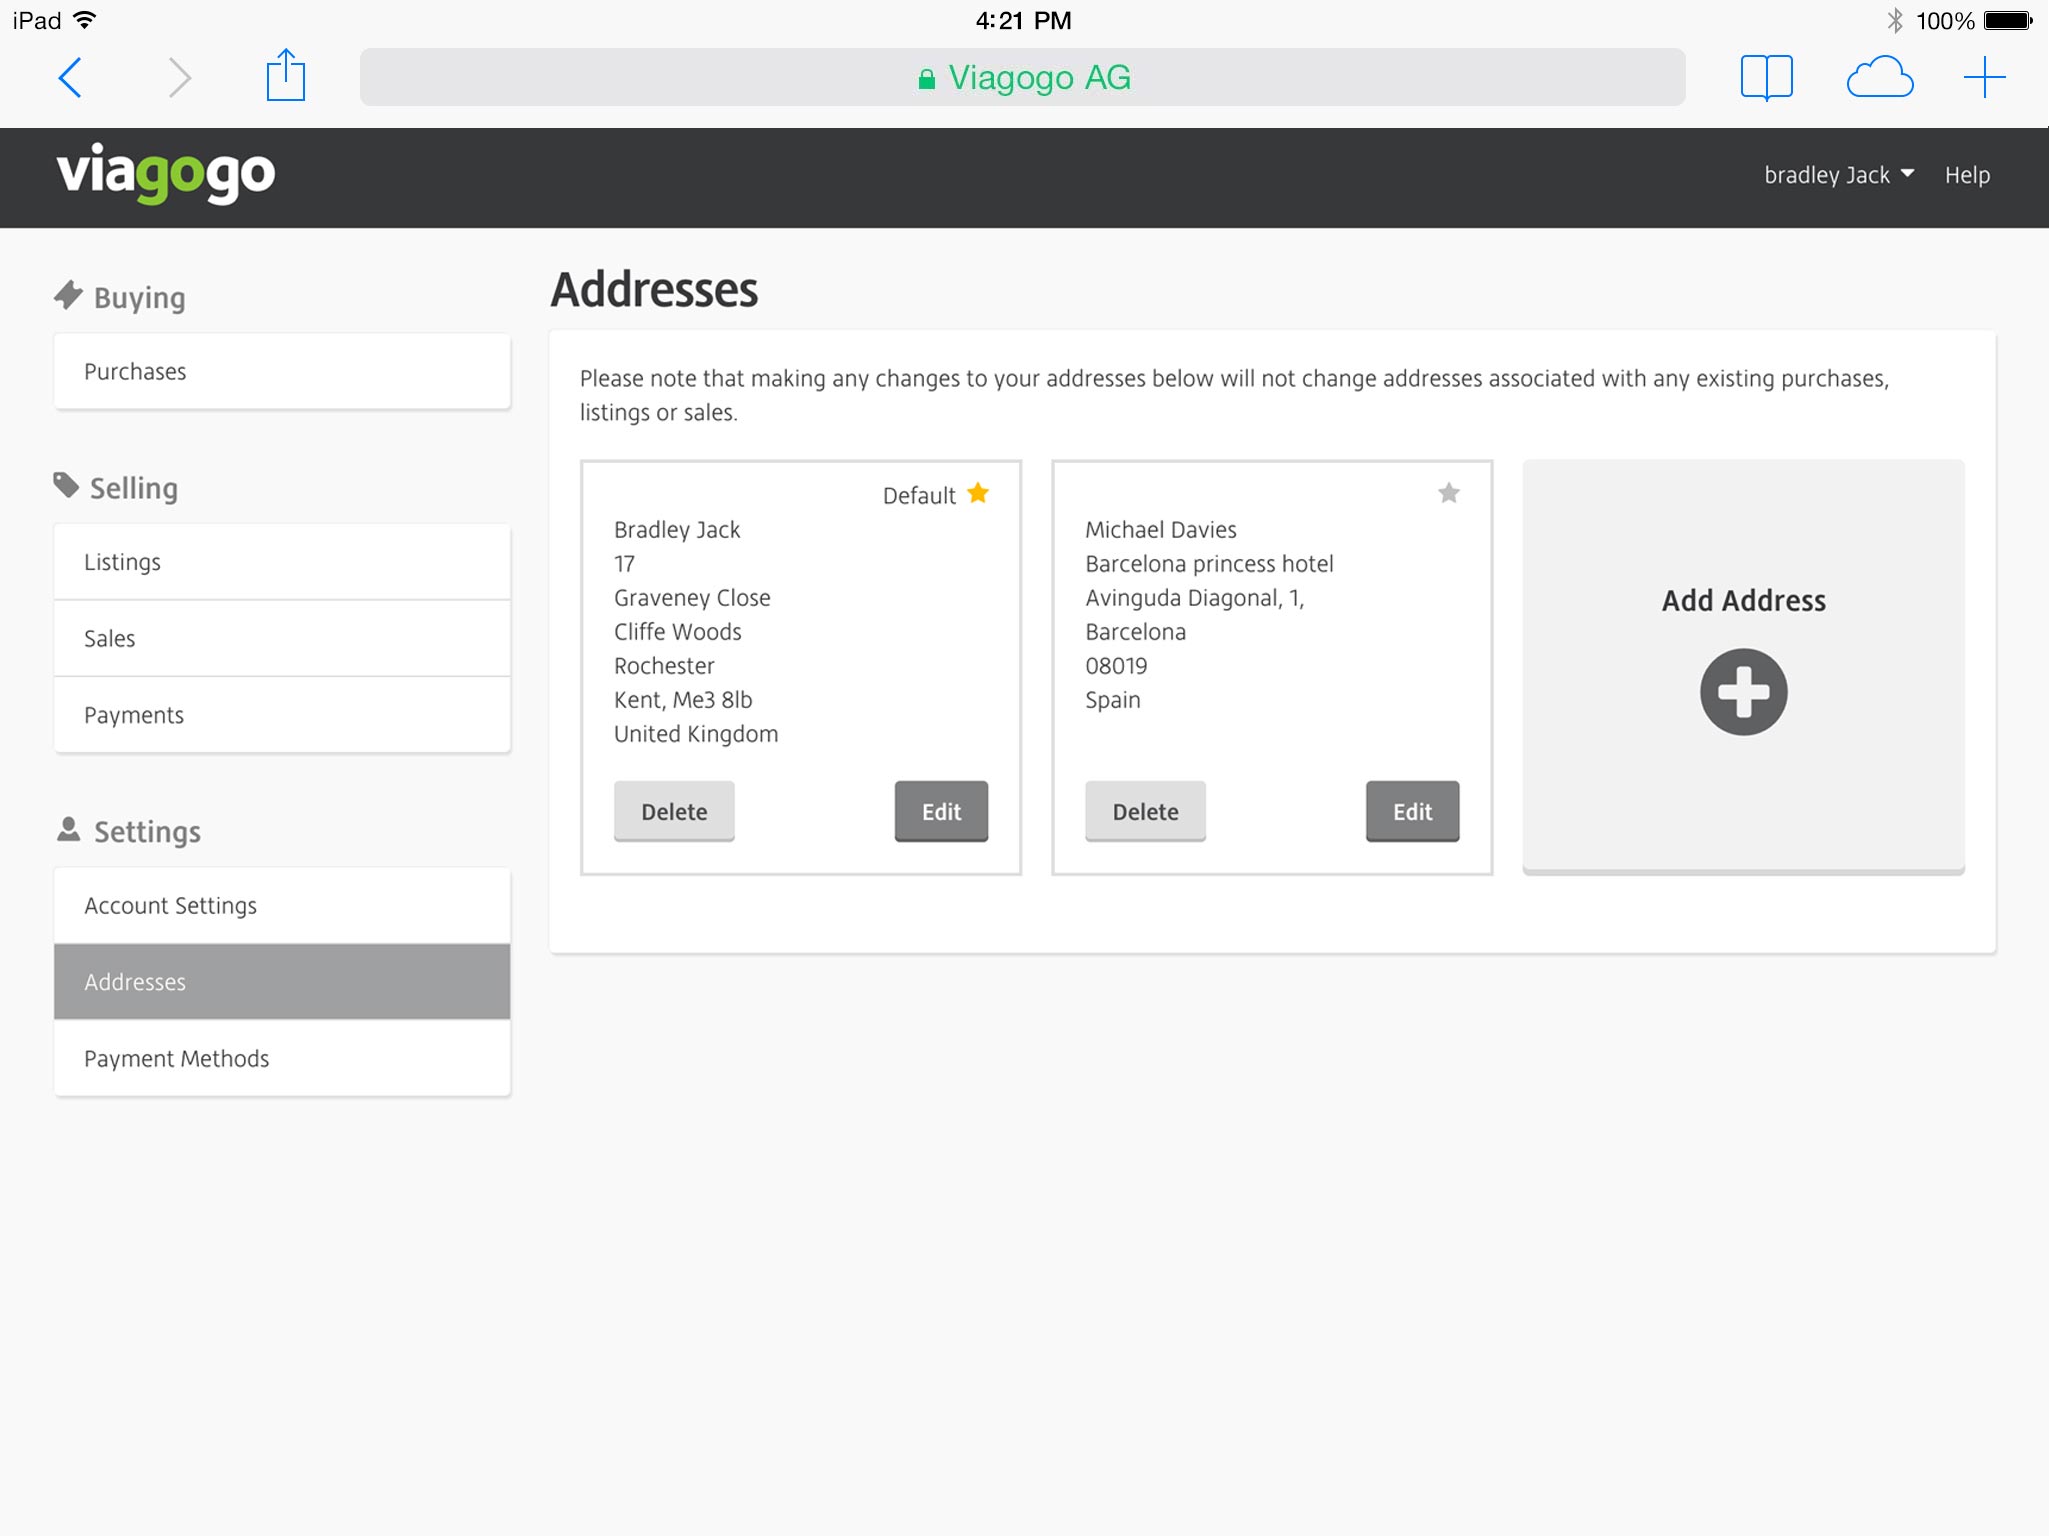 iPad
4:21 PM
100%
Viagogo AG
viagogo
bradley Jack
Help
Buying
Purchases
Selling
Listings
Sales
Payments
Settings
Account Settings
Addresses
Payment Methods
Addresses
Please note that making any changes to your addresses below will not change addresses associated with any existing purchases,
listings or sales.
Default
Bradley Jack
17
Graveney Close
Cliffe Woods
Rochester
Kent, Me3 8lb
United Kingdom
Delete
Edit
Michael Davies
Barcelona princess hotel
Avinguda Diagonal, 1,
Barcelona
08019
Spain
Delete
Edit
Add Address